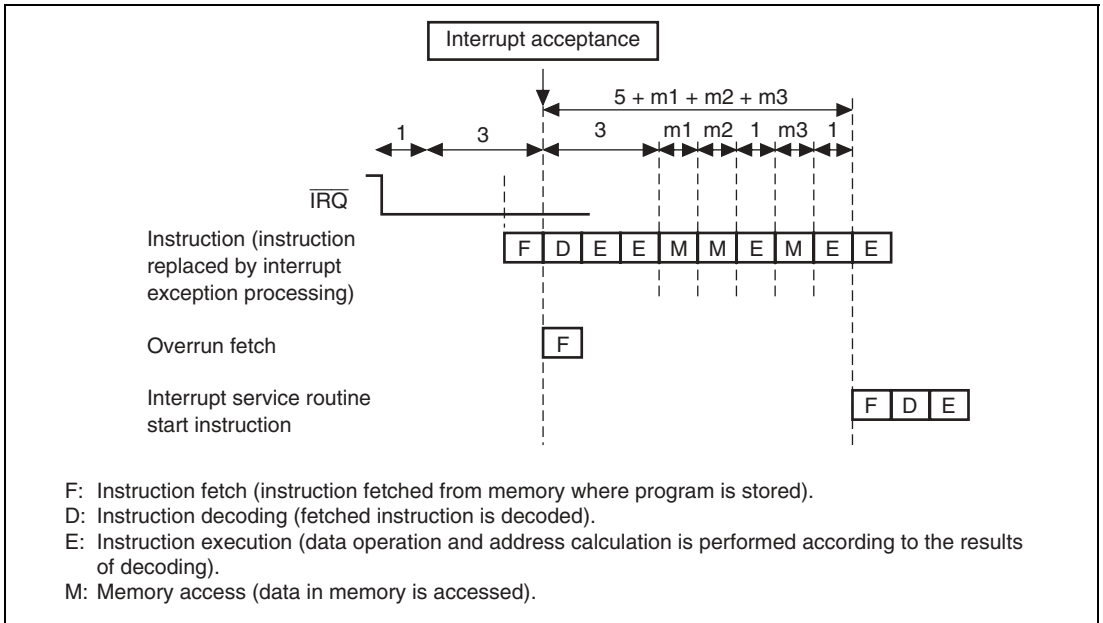 Interrupt acceptance
5 + m1 + m2 + m3
1 3 3 m1 m2 1 m3 1
IRQ
Instruction (instruction
replaced by interrupt
exception processing)
F D E E M M E M E E
Overrun fetch
F
Interrupt service routine
start instruction
F D E
F: Instruction fetch (instruction fetched from memory where program is stored).
D: Instruction decoding (fetched instruction is decoded).
E: Instruction execution (data operation and address calculation is performed according to the results
of decoding).
M: Memory access (data in memory is accessed).